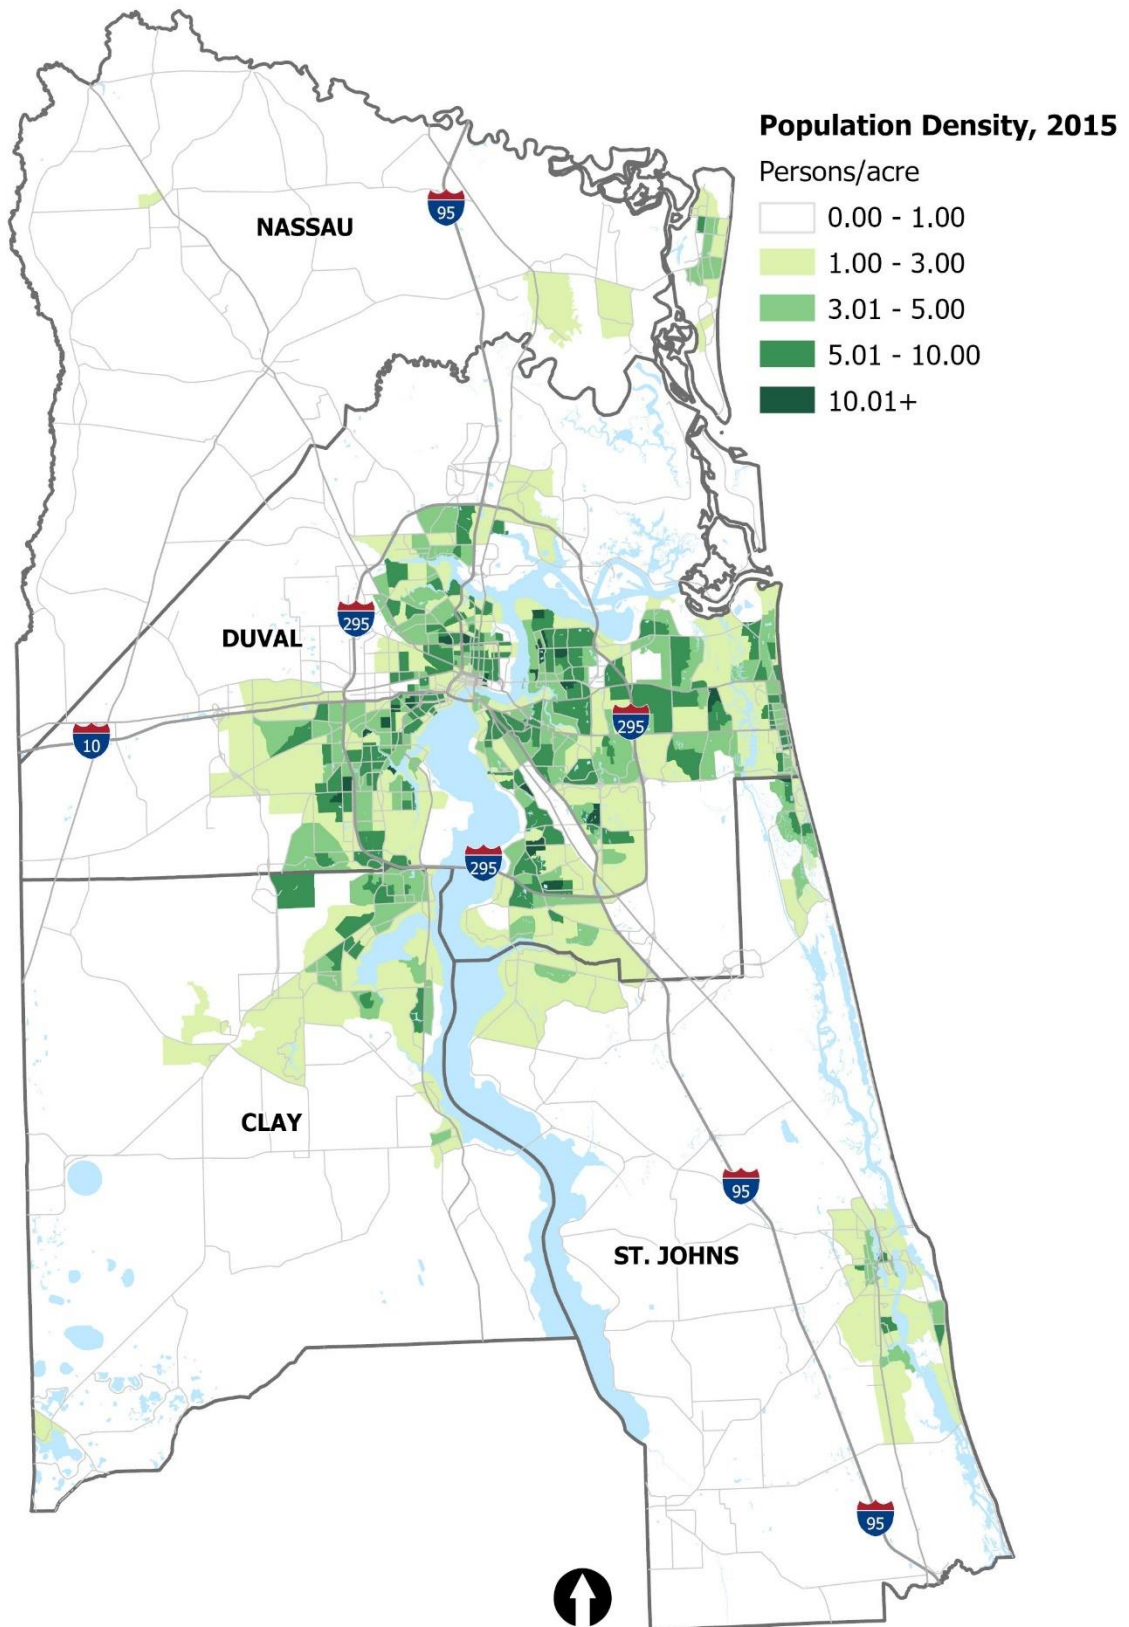 Population Density, 2015
Persons/acre
0.00 - 1.00
1.00 - 3.00
3.01 - 5.00
5.01 - 10.00
10.01+
95
NASSAU
295
DUVAL
295
10
295
CLAY
95
ST. JOHNS
95